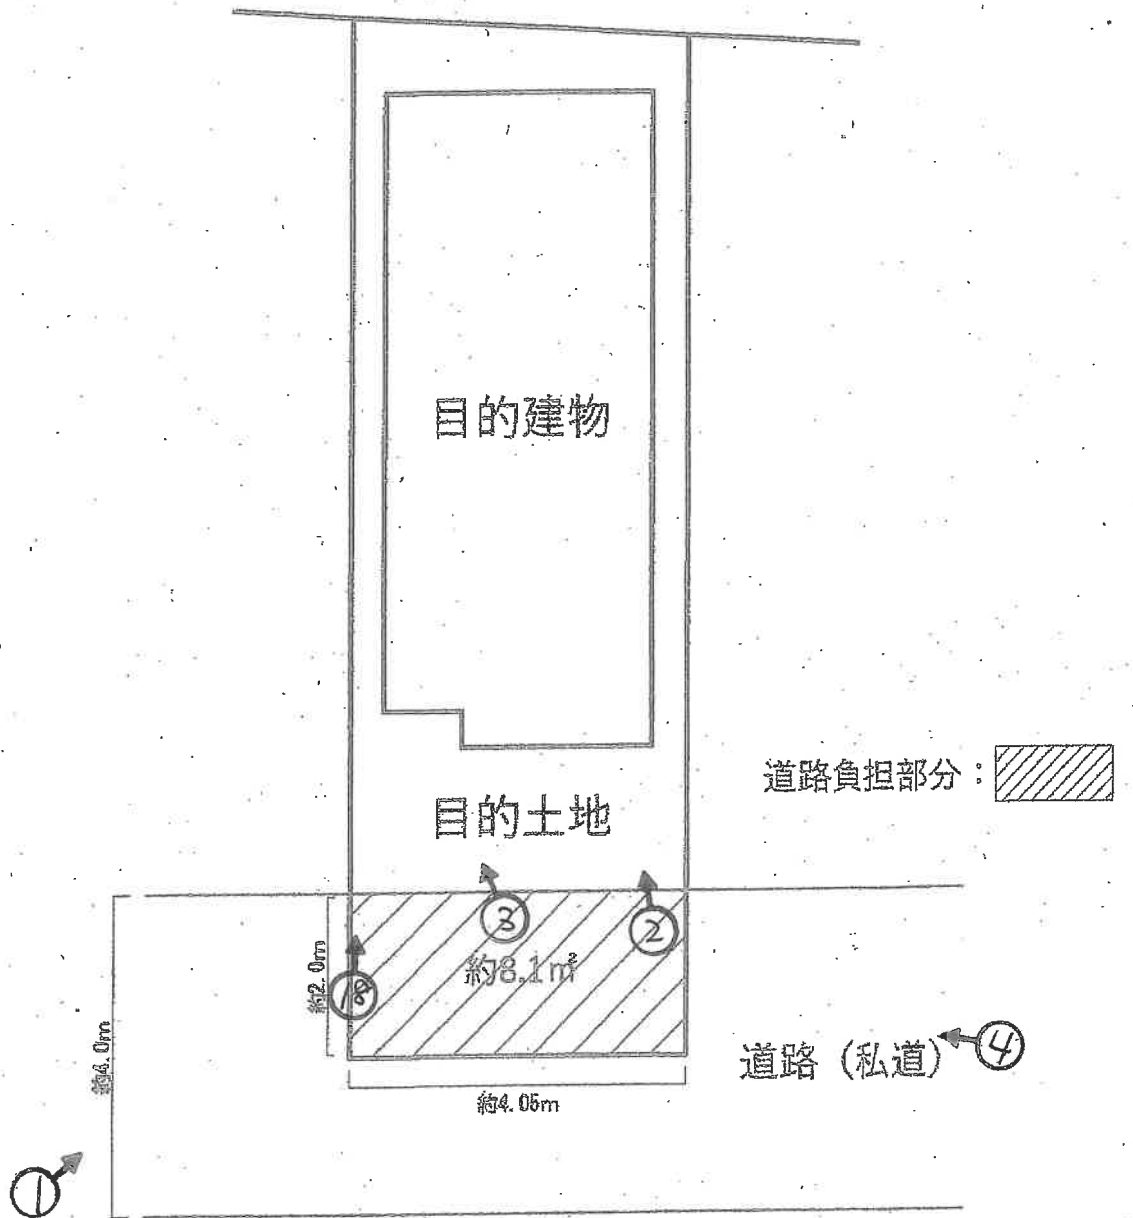 目的建物
道路負担部分：
目的土地
③
②
約2.0m
⑱
約8.1㎡
約4.0m
道路（私道）
④
約4.05m
①